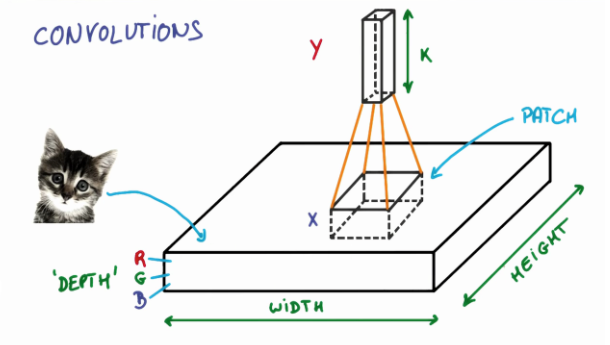 CONVOLUTIONS
Y
K
PATCH
X
R
'DEPTH'
G
B
HEIGHT
WIDTH